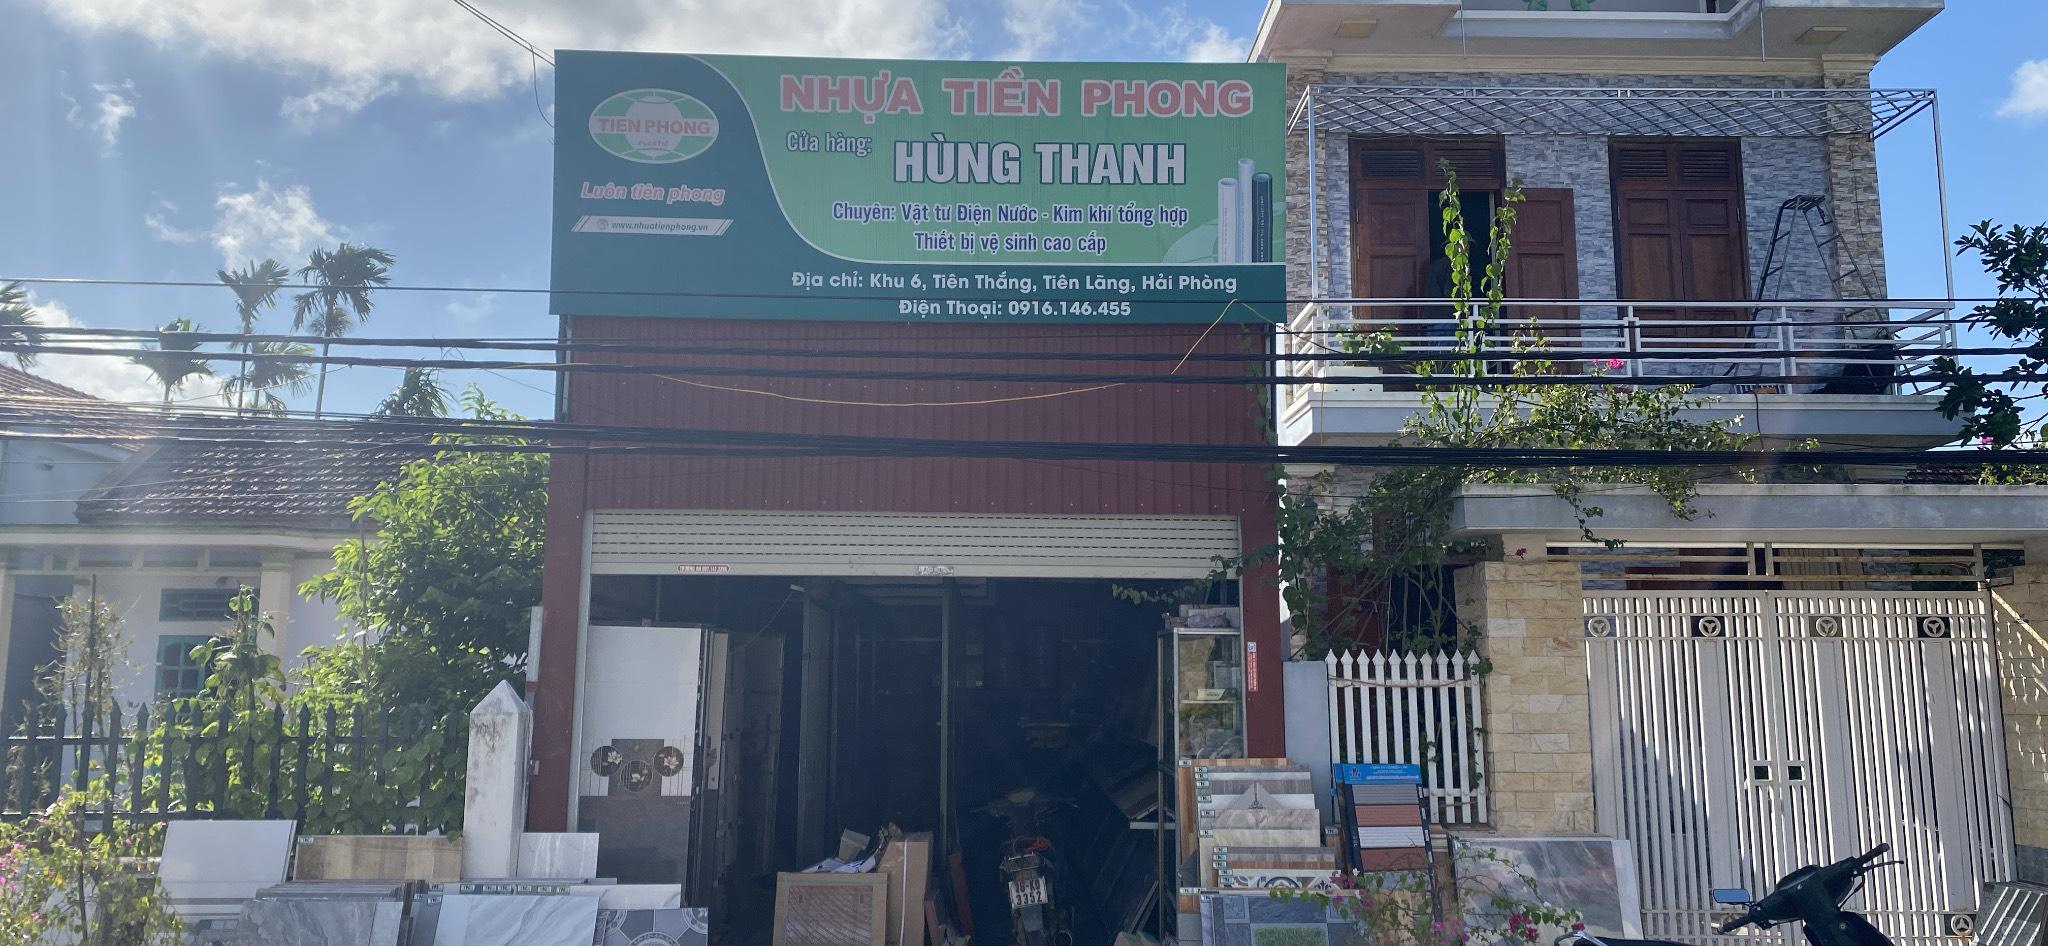 TIEN PHONG
PLASTIC
Luôn tiên phong
www.nhuatienphong.vn
NHỰA TIỀN PHONG
Cửa hàng:
HÙNG THANH
Chuyên: Vật tư Điện Nước - Kim khí tổng hợp
Thiết bị vệ sinh cao cấp
Địa chỉ: Khu 6, Tiên Thắng, Tiên Lãng, Hải Phòng
Điện Thoại: 0916.146.455
3352